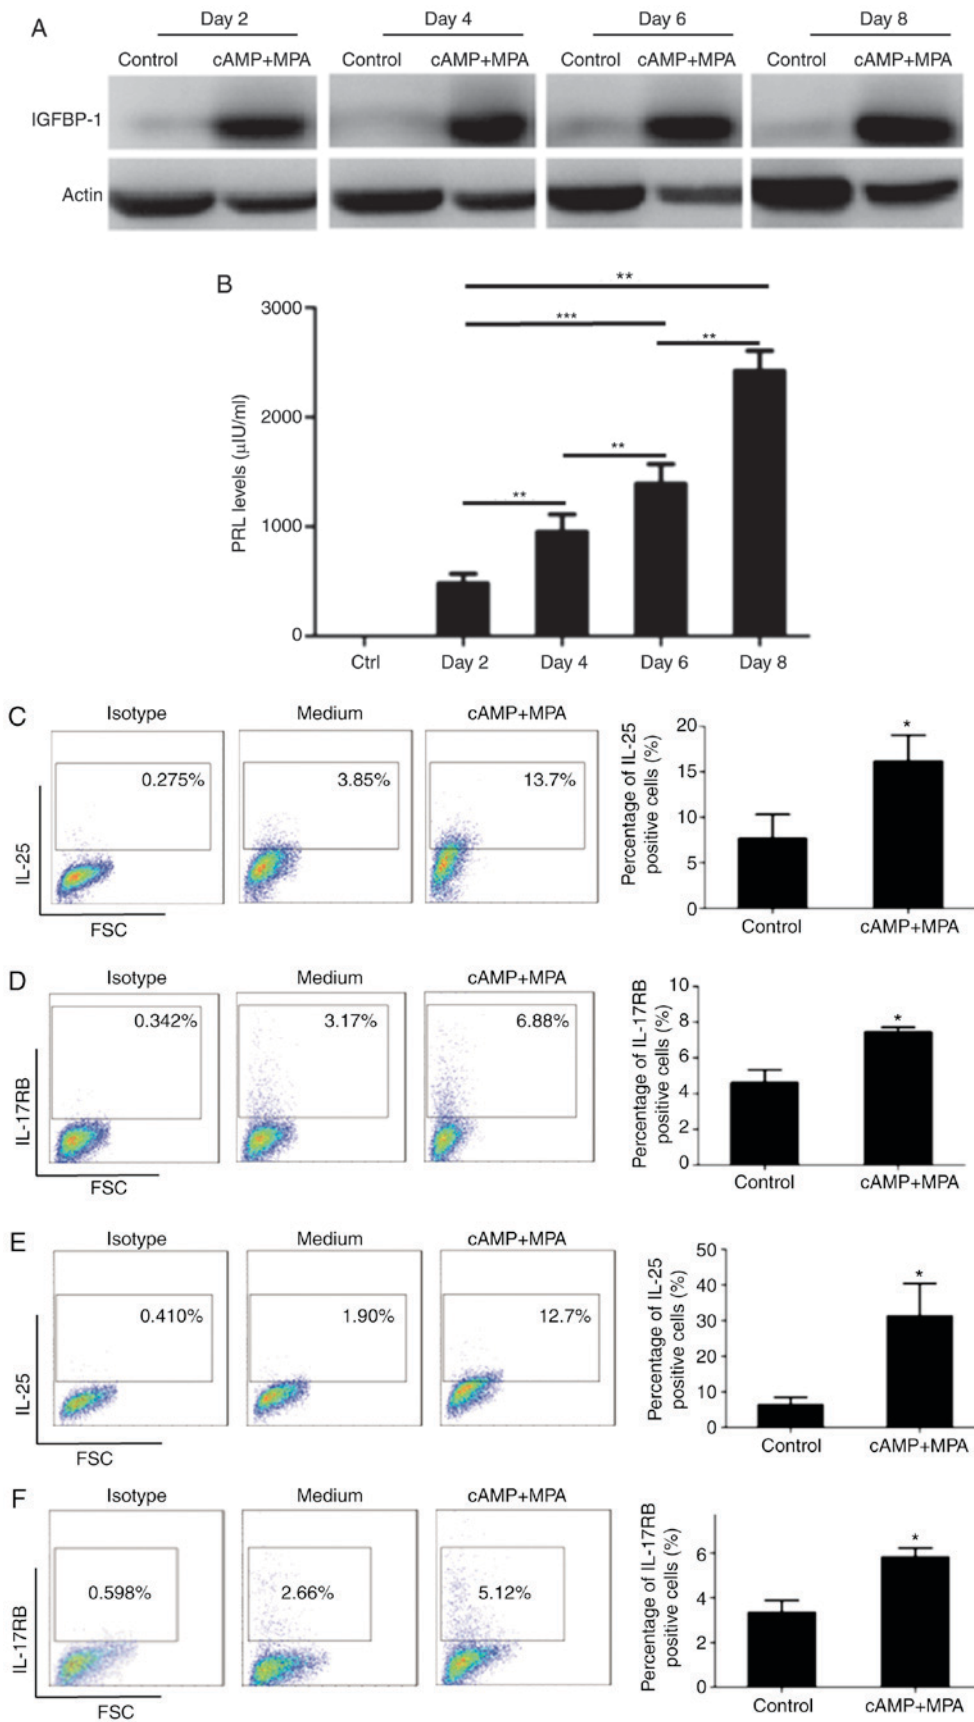 A
Day 2 Day 4 Day 6 Day 8
Control cAMP+MPA Control cAMP+MPA Control cAMP+MPA Control cAMP+MPA
IGFBP-1
Actin
B
PRL levels (μIU/ml)
3000
2000
1000
0
**
***
**
**
**
Ctrl Day 2 Day 4 Day 6 Day 8
C
Isotype Medium cAMP+MPA
0.275% 3.85% 13.7%
IL-25
FSC
Percentage of IL-25
positive cells (%)
20
15
10
5
0
*
Control cAMP+MPA
D
Isotype Medium cAMP+MPA
0.342% 3.17% 6.88%
IL-17RB
FSC
Percentage of IL-17RB
positive cells (%)
10
8
6
4
2
0
*
Control cAMP+MPA
E
Isotype Medium cAMP+MPA
0.410% 1.90% 12.7%
IL-25
FSC
Percentage of IL-25
positive cells (%)
50
40
30
20
10
0
*
Control cAMP+MPA
F
Isotype Medium cAMP+MPA
0.598% 2.66% 5.12%
IL-17RB
FSC
Percentage of IL-17RB
positive cells (%)
6
4
2
0
*
Control cAMP+MPA